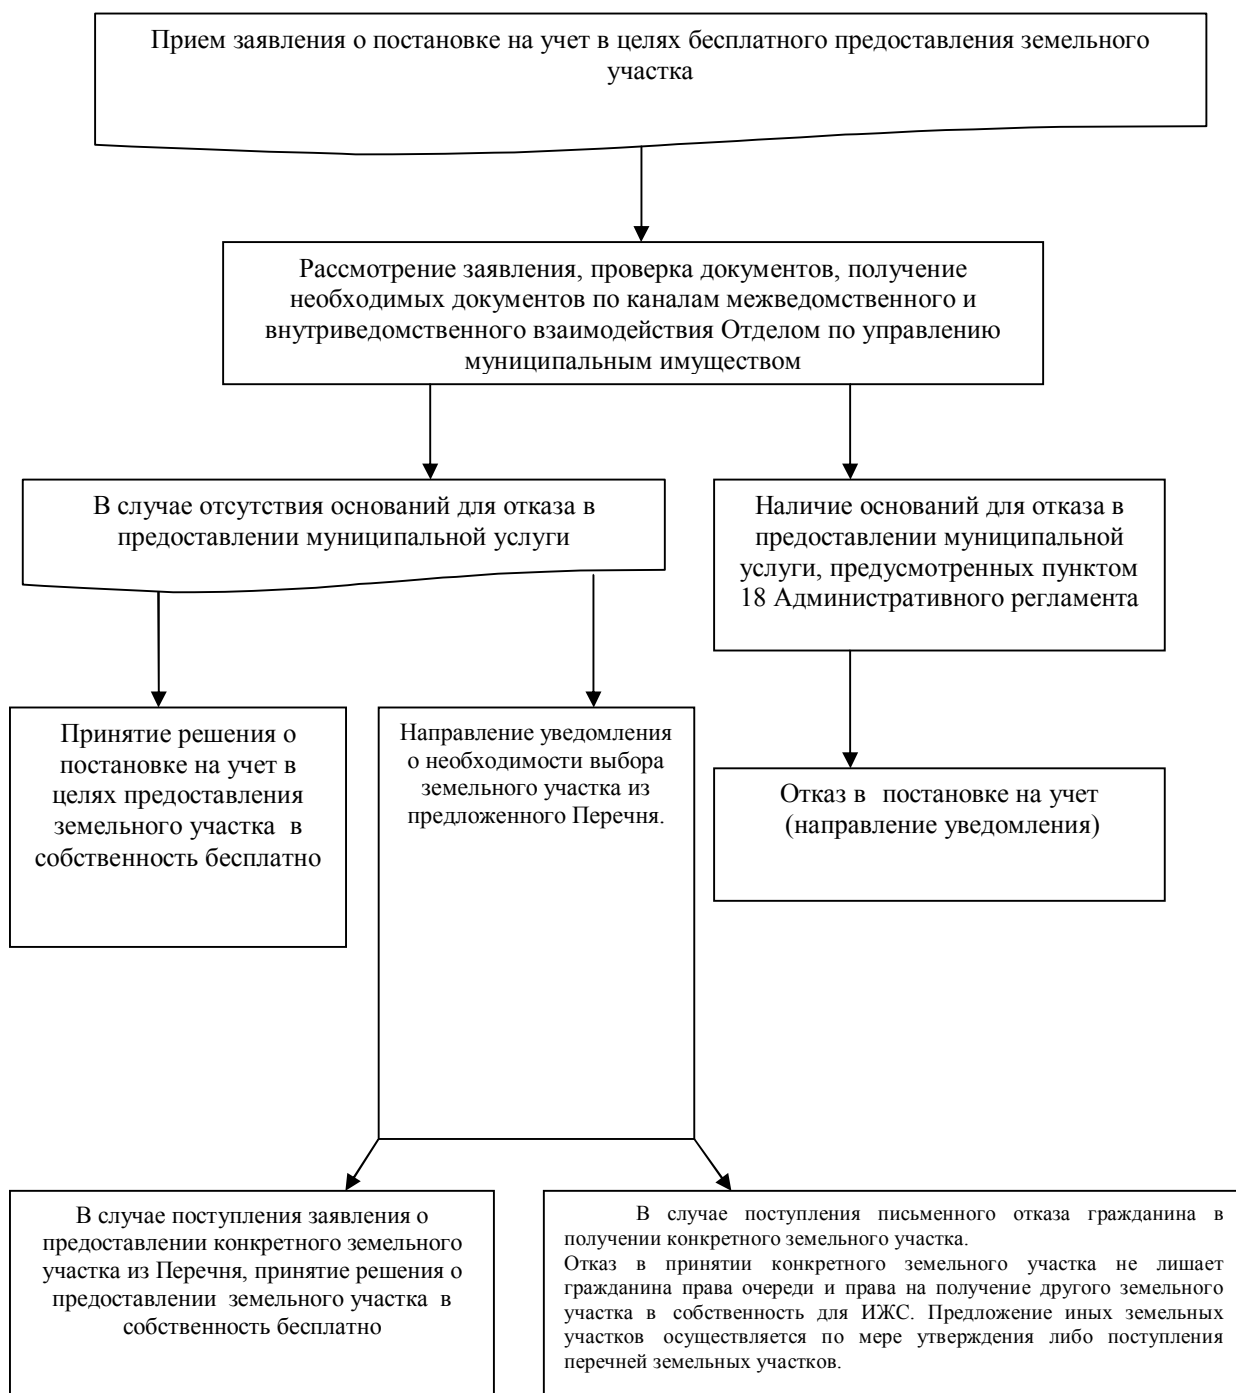 Прием заявления о постановке на учет в целях бесплатного предоставления земельного
участка
Рассмотрение заявления, проверка документов, получение
необходимых документов по каналам межведомственного и
внутриведомственного взаимодействия Отделом по управлению
муниципальным имуществом
В случае отсутствия оснований для отказа в
предоставлении муниципальной услуги
Наличие оснований для отказа в
предоставлении муниципальной
услуги, предусмотренных пунктом
18 Административного регламента
Принятие решения о
постановке на учет в
целях предоставления
земельного участка в
собственность бесплатно
Направление уведомления
о необходимости выбора
земельного участка из
предложенного Перечня.
Отказ в постановке на учет
(направление уведомления)
В случае поступления заявления о
предоставлении конкретного земельного
участка из Перечня, принятие решения о
предоставлении земельного участка в
собственность бесплатно
В случае поступления письменного отказа гражданина в
получении конкретного земельного участка.
Отказ в принятии конкретного земельного участка не лишает
гражданина права очереди и права на получение другого земельного
участка в собственность для ИЖС. Предложение иных земельных
участков осуществляется по мере утверждения либо поступления
перечней земельных участков.